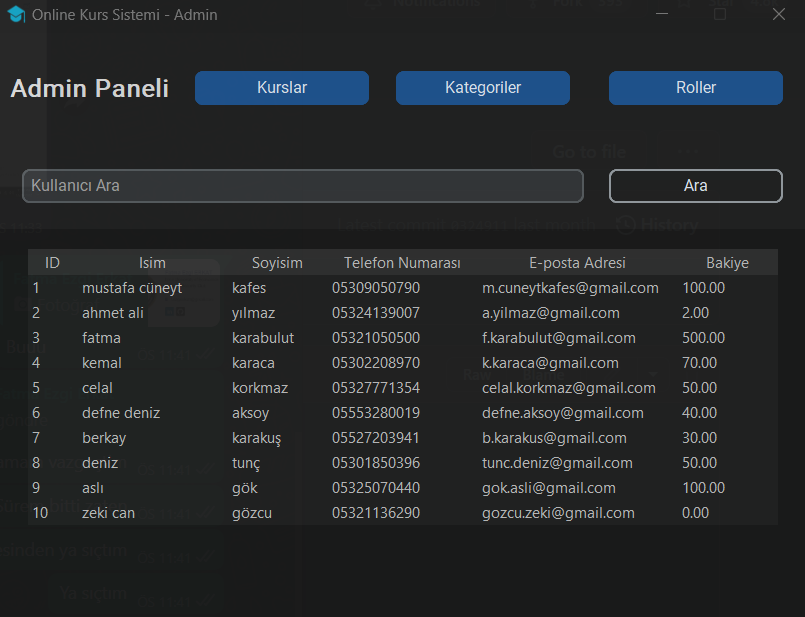 Online Kurs Sistemi - Admin
Admin Paneli Kurslar Kategoriler Roller
Go to file
Kullanıcı Ara Ara
History
ID Isim Soyisim Telefon Numarası E-posta Adresi Bakiye
1 mustafa cüneyt kafes 05309050790 m.cuneytkafes@gmail.com 100.00
2 ahmet ali yılmaz 05324139007 a.yilmaz@gmail.com 2.00
3 fatma karabulut 05321050500 f.karabulut@gmail.com 500.00
4 kemal karaca 05302208970 k.karaca@gmail.com 70.00
5 celal korkmaz 05327771354 celal.korkmaz@gmail.com 50.00
6 defne deniz aksoy 05553280019 defne.aksoy@gmail.com 40.00
7 berkay karakuş 05527203941 b.karakus@gmail.com 30.00
8 deniz tunç 05301850396 tunc.deniz@gmail.com 50.00
9 aslı gök 05325070440 gok.asli@gmail.com 100.00
10 zeki can gözcu 05321136290 gozcu.zeki@gmail.com 0.00